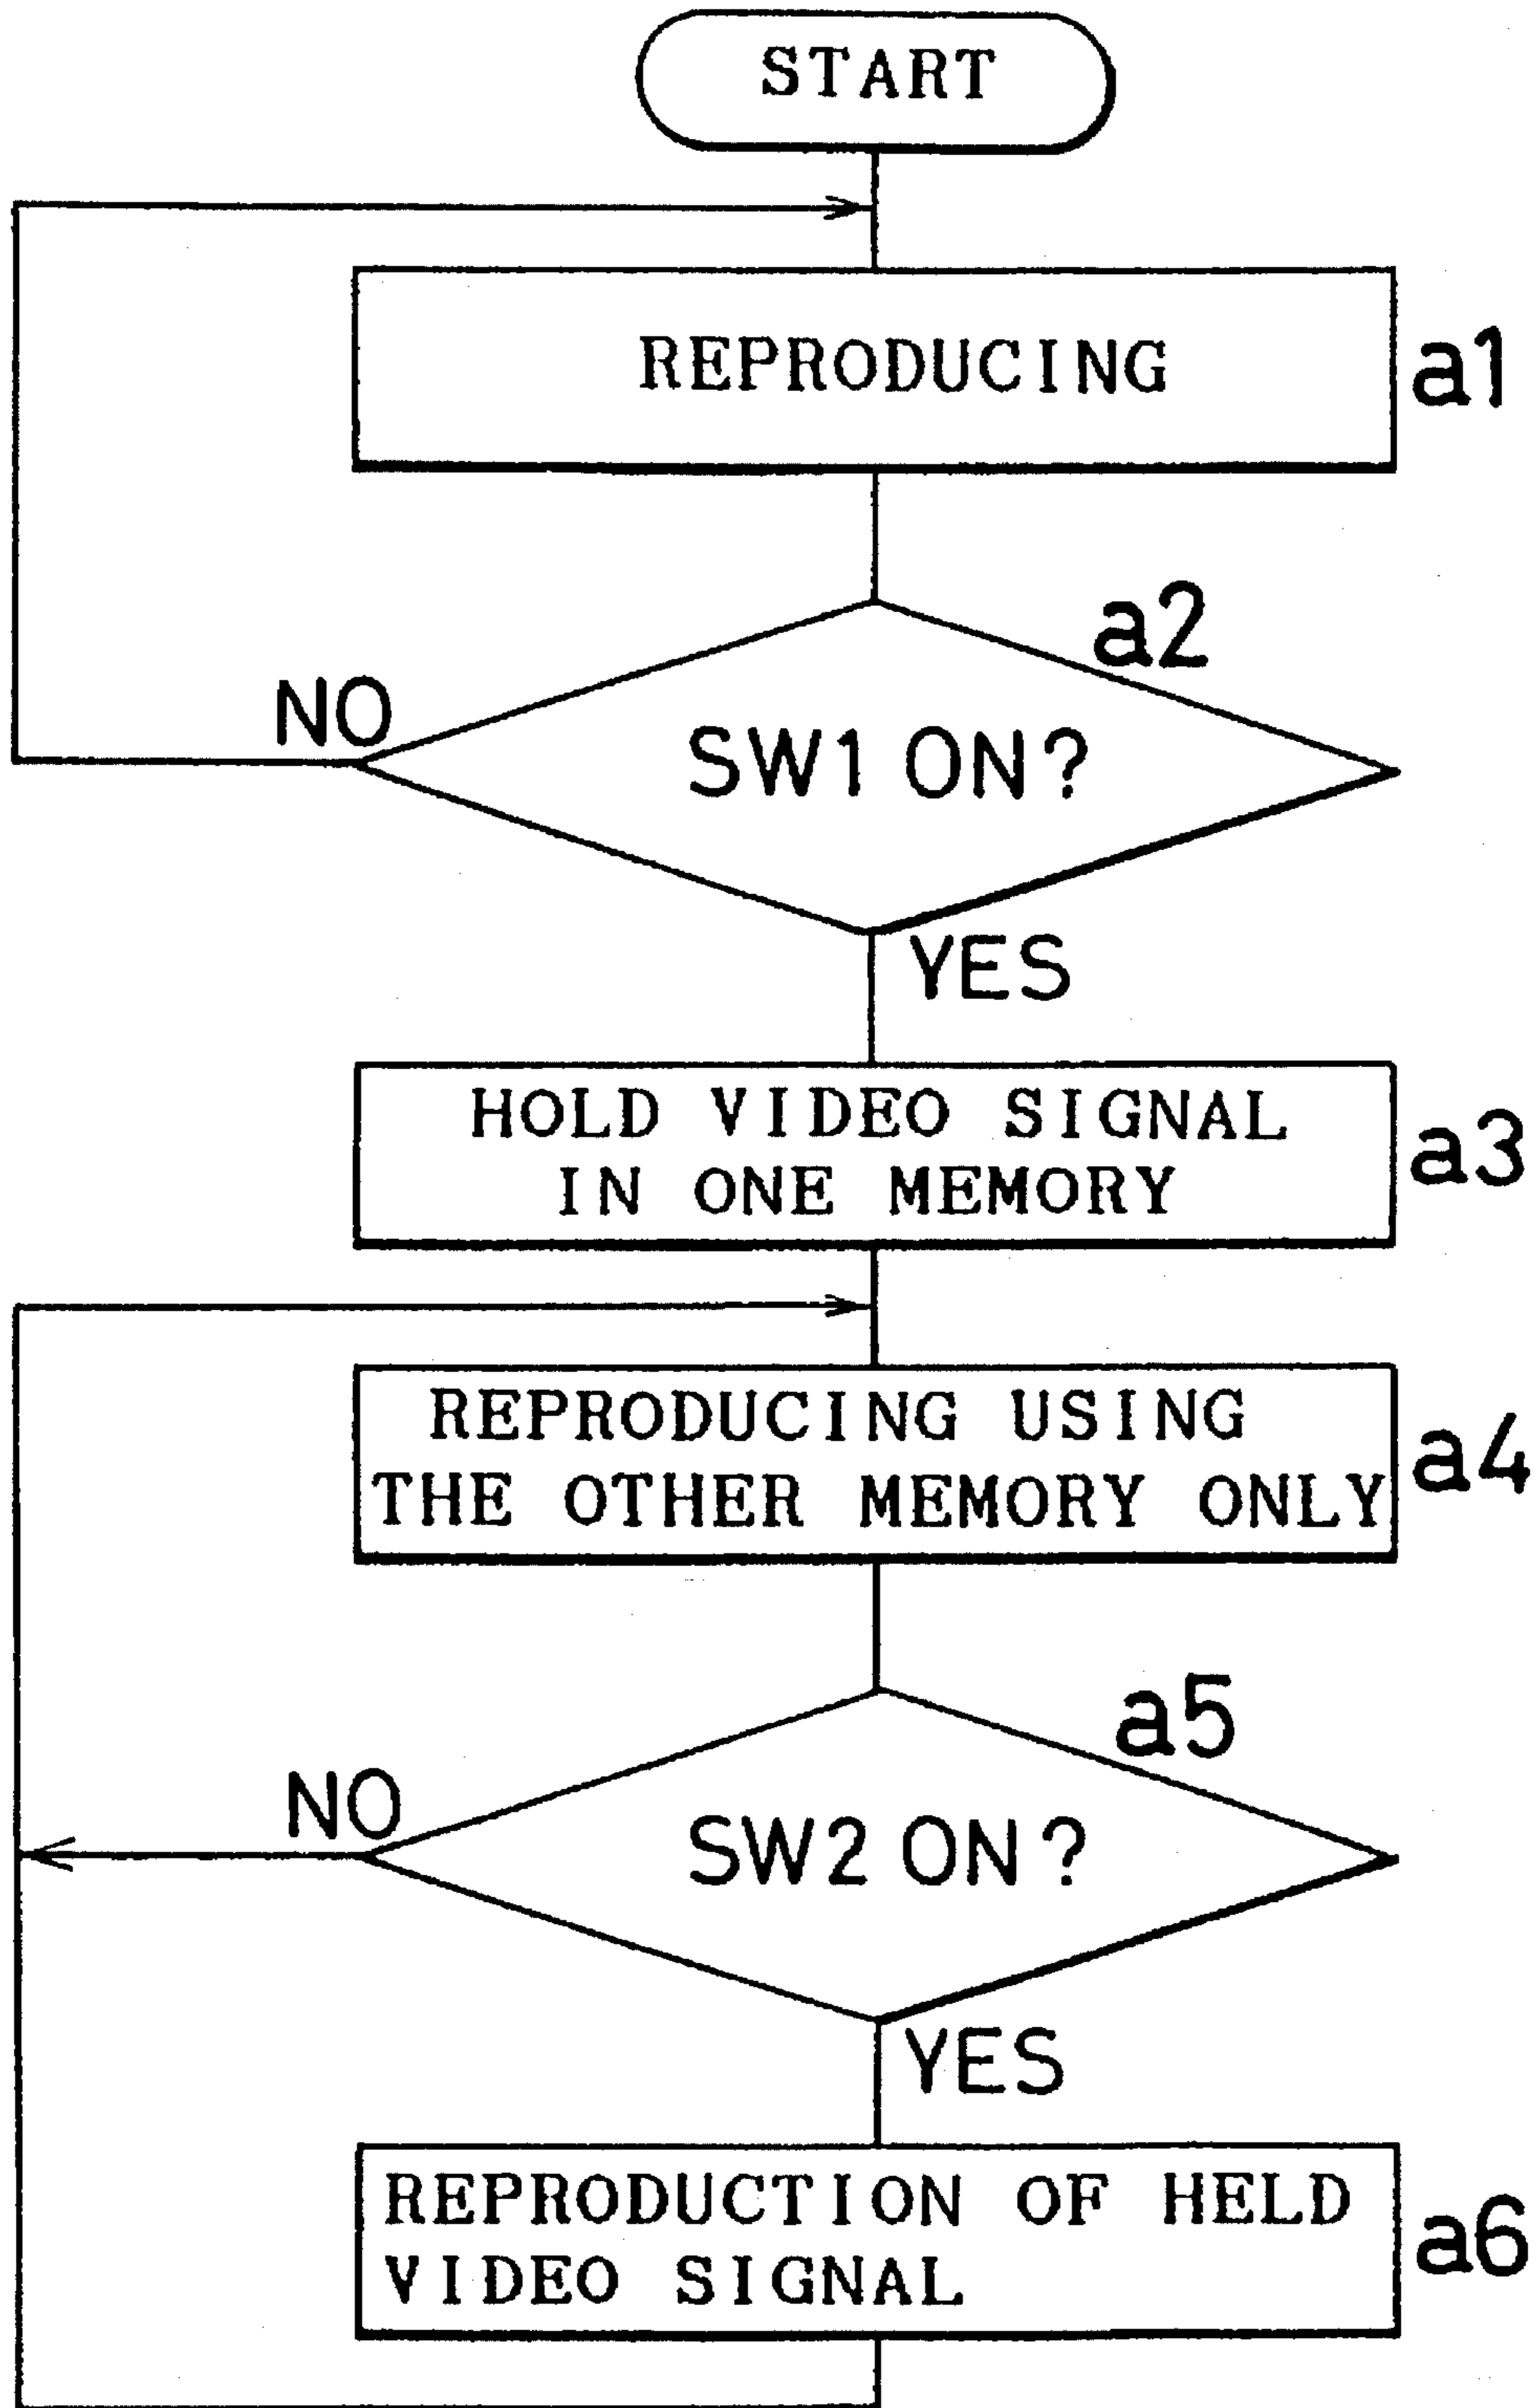 START
REPRODUCING
a1
a2
NO
SW1 ON?
YES
HOLD VIDEO SIGNAL
IN ONE MEMORY
a3
REPRODUCING USING
THE OTHER MEMORY ONLY
a4
a5
NO
SW2 ON?
YES
REPRODUCTION OF HELD
VIDEO SIGNAL
a6